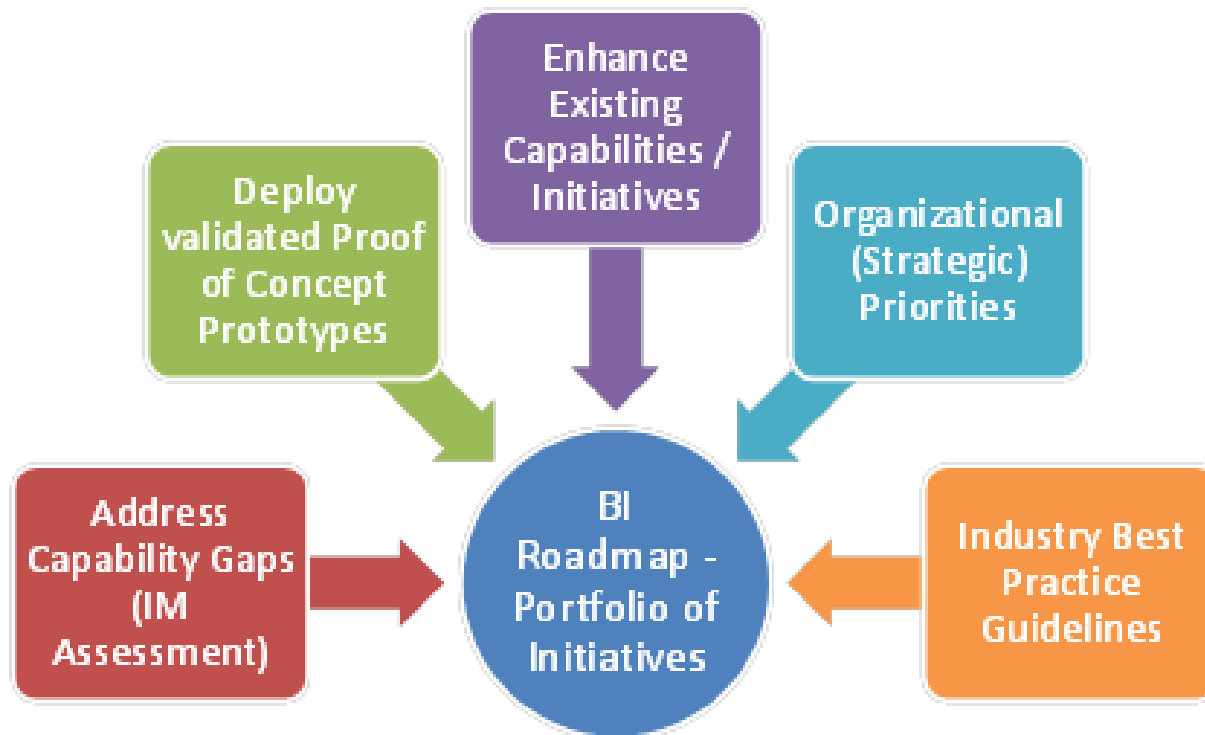 Enhance
Existing
Capabilities /
Initiatives
Deploy
validated Proof
of Concept
Prototypes
Organizational
(Strategic)
Priorities
Address
Capability Gaps
(IM
Assessment)
BI
Roadmap -
Portfolio of
Initiatives
Industry Best
Practice
Guidelines